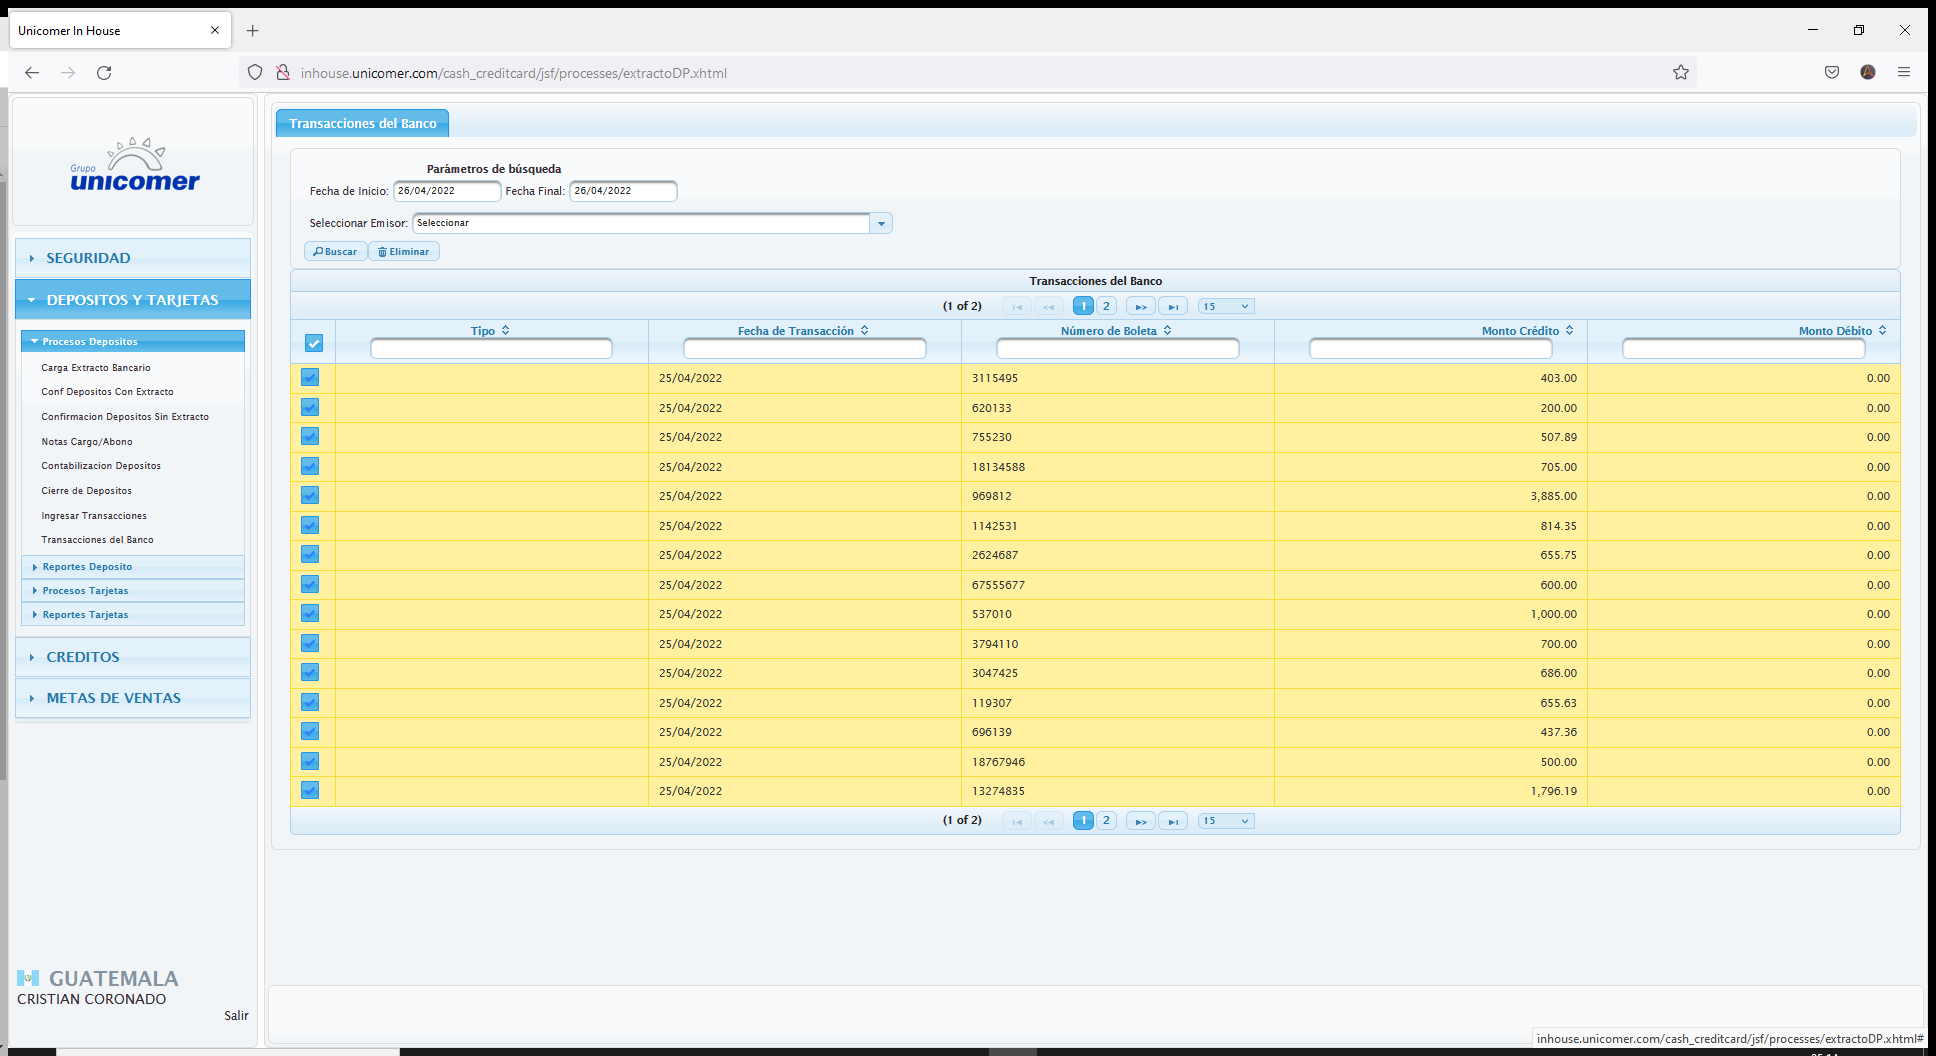 Unicomer In House
inhouse.unicomer.com/cash_creditcard/jsf/processes/extractoDP.xhtml
Grupo
unicomer
SEGURIDAD
DEPOSITOS Y TARJETAS
Procesos Depositos
Carga Extracto Bancario
Conf Depositos Con Extracto
Confirmacion Depositos Sin Extracto
Notas Cargo/Abono
Contabilizacion Depositos
Cierre de Depositos
Ingresar Transacciones
Transacciones del Banco
Reportes Deposito
Procesos Tarjetas
Reportes Tarjetas
CREDITOS
METAS DE VENTAS
GUATEMALA
CRISTIAN CORONADO
Salir
Transacciones del Banco
Parámetros de búsqueda
Fecha de Inicio: 26/04/2022 Fecha Final: 26/04/2022
Seleccionar Emisor: Seleccionar
Buscar Eliminar
Transacciones del Banco
(1 of 2) 1 2 15
Tipo Fecha de Transacción Número de Boleta Monto Crédito Monto Débito
25/04/2022 3115495 403.00 0.00
25/04/2022 620133 200.00 0.00
25/04/2022 755230 507.89 0.00
25/04/2022 18134588 705.00 0.00
25/04/2022 969812 3,885.00 0.00
25/04/2022 1142531 814.35 0.00
25/04/2022 2624687 655.75 0.00
25/04/2022 67555677 600.00 0.00
25/04/2022 537010 1,000.00 0.00
25/04/2022 3794110 700.00 0.00
25/04/2022 3047425 686.00 0.00
25/04/2022 119307 655.63 0.00
25/04/2022 696139 437.36 0.00
25/04/2022 18767946 500.00 0.00
25/04/2022 13274835 1,796.19 0.00
(1 of 2) 1 2 15
inhouse.unicomer.com/cash_creditcard/jsf/processes/extractoDP.xhtml#